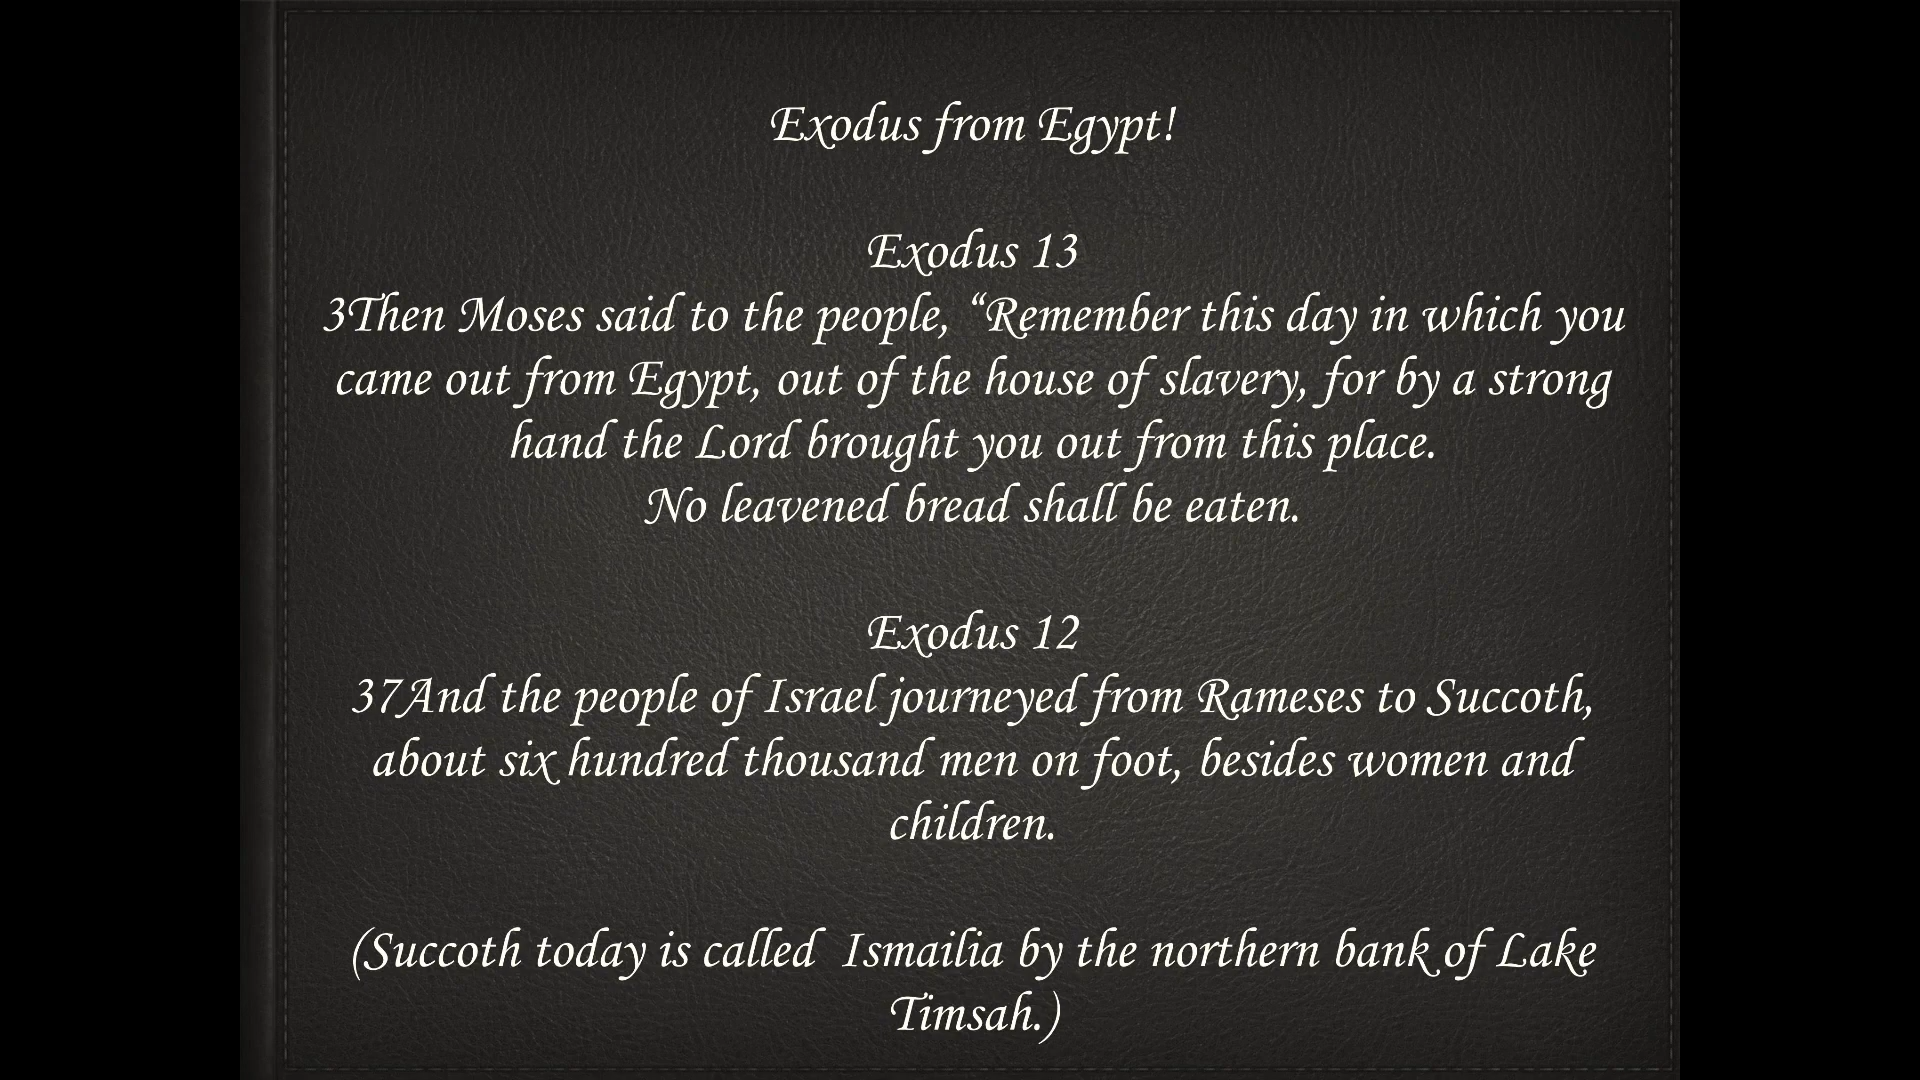 Exodus from Egypt!
Exodus 13
3Then Moses said to the people, “Remember this day in which you
came out from Egypt, out of the house of slavery, for by a strong
hand the Lord brought you out from this place.
No leavened bread shall be eaten.
Exodus 12
37And the people of Israel journeyed from Rameses to Succoth,
about six hundred thousand men on foot, besides women and
children.
(Succoth today is called  Ismailia by the northern bank of Lake
Timsah.)